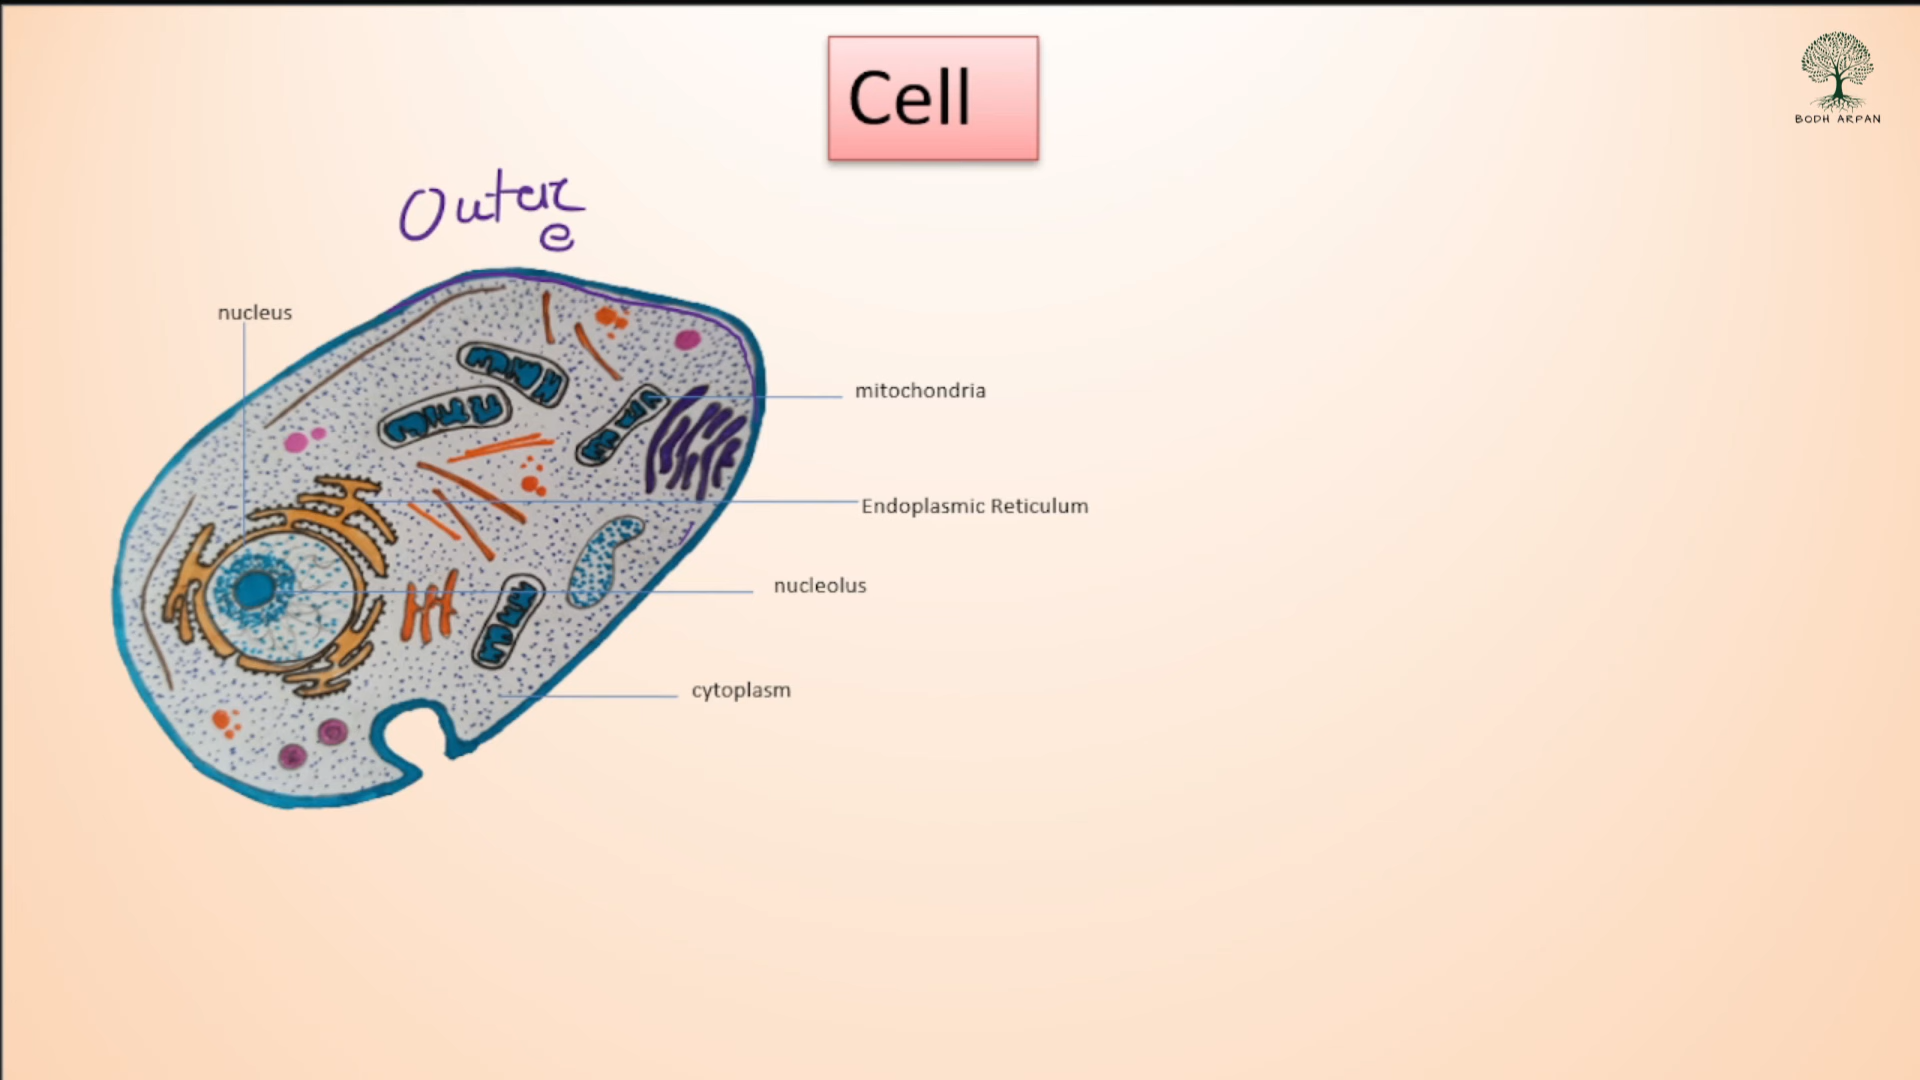 Cell
BODH ARPAN
Outer
e
nucleus
mitochondria
Endoplasmic Reticulum
nucleolus
cytoplasm